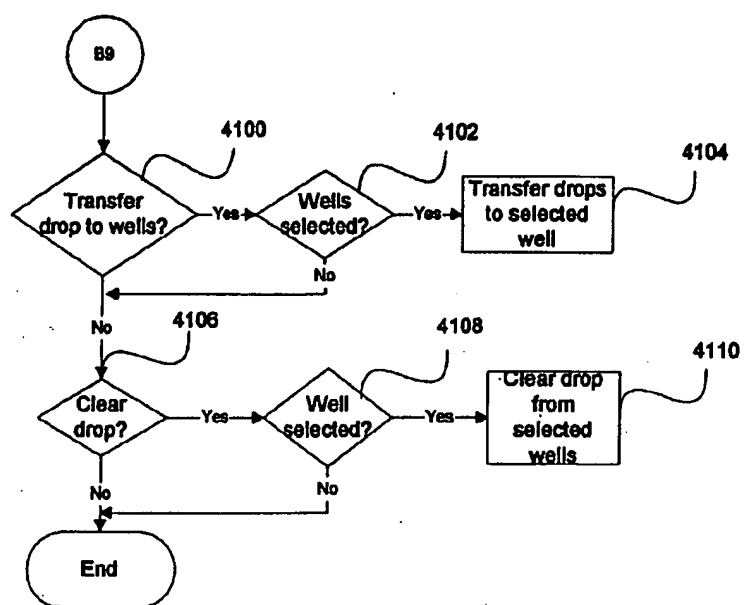 B9
4100
Transfer
drop to wells?
Yes
4102
Wells
selected?
Yes
4104
Transfer drops
to selected
well
No
No
4106
Clear
drop?
Yes
4108
Well
selected?
Yes
4110
Clear drop
from
selected
wells
No
No
End